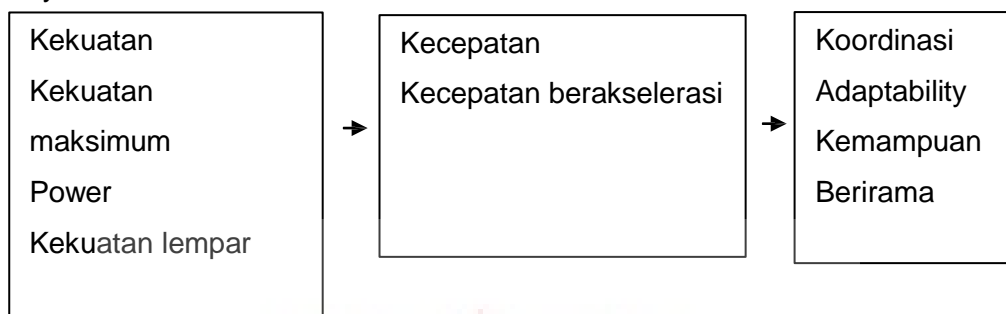 Kekuatan
Kekuatan
maksimum
Power
Kekuatan lempar
Kecepatan
Kecepatan berakselerasi
Koordinasi
Adaptability
Kemampuan
Berirama